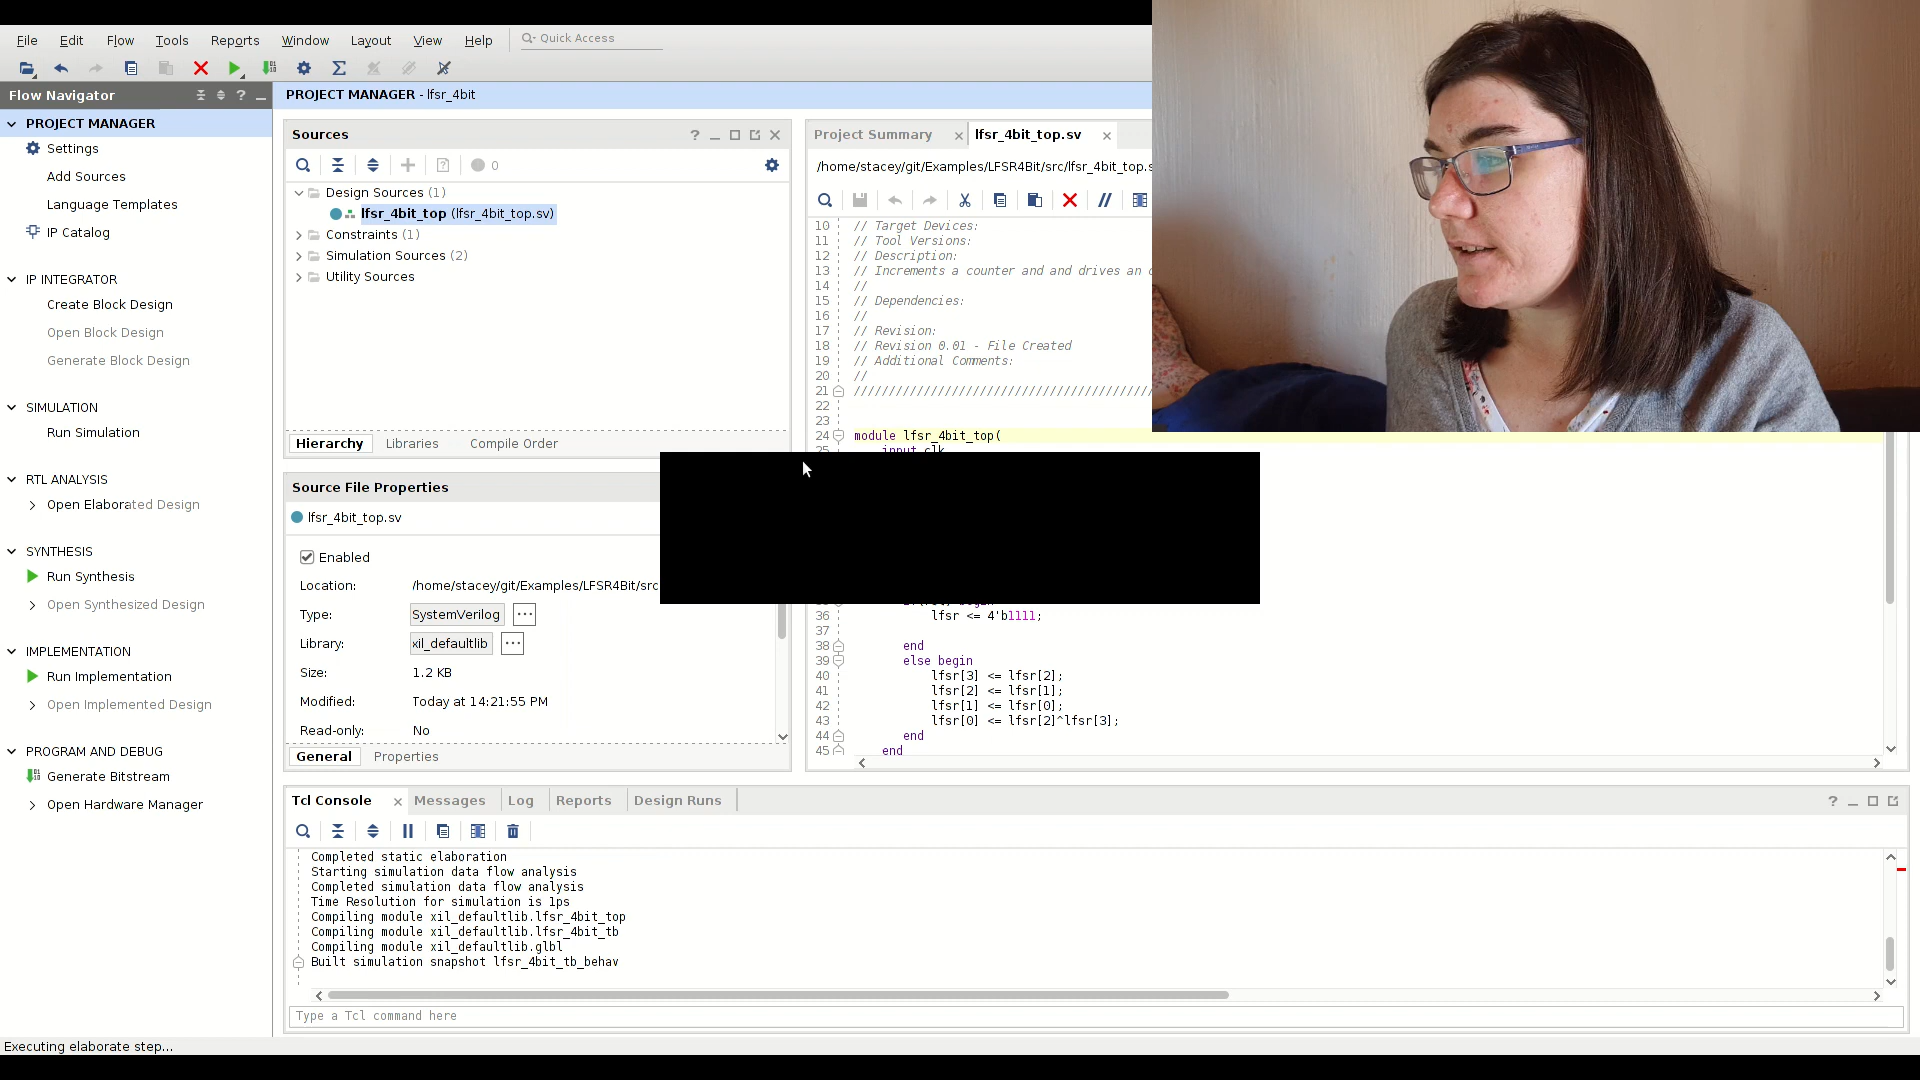 File Edit Flow Tools Reports Window Layout View Help Quick Access
Flow Navigator
PROJECT MANAGER
Settings
Add Sources
Language Templates
IP Catalog
IP INTEGRATOR
Create Block Design
Open Block Design
Generate Block Design
SIMULATION
Run Simulation
RTL ANALYSIS
Open Elaborated Design
SYNTHESIS
Run Synthesis
Open Synthesized Design
IMPLEMENTATION
Run Implementation
Open Implemented Design
PROGRAM AND DEBUG
Generate Bitstream
Open Hardware Manager
PROJECT MANAGER - lfsr_4bit
Sources
0
Design Sources (1)
lfsr_4bit_top (lfsr_4bit_top.sv)
Constraints (1)
Simulation Sources (2)
Utility Sources
Hierarchy Libraries Compile Order
Source File Properties
lfsr_4bit_top.sv
Enabled
Location: /home/stacey/git/Examples/LFSR4Bit/src
Type: SystemVerilog
Library: xil_defaultlib
Size: 1.2 KB
Modified: Today at 14:21:55 PM
Read-only: No
General Properties
Project Summary lfsr_4bit_top.sv
/home/stacey/git/Examples/LFSR4Bit/src/lfsr_4bit_top.s
10 // Target Devices:
11 // Tool Versions:
12 // Description:
13 // Increments a counter and and drives an
14 //
15 // Dependencies:
16 //
17 // Revision:
18 // Revision 0.01 - File Created
19 // Additional Comments:
20 //
21 ///////////////////////////////////////////
22
23
24 module lfsr_4bit_top(
25 input clk
36 lfsr <= 4'b1111;
37
38 end
39 else begin
40 lfsr[3] <= lfsr[2];
41 lfsr[2] <= lfsr[1];
42 lfsr[1] <= lfsr[0];
43 lfsr[0] <= lfsr[2]^lfsr[3];
44 end
45 end
Tcl Console Messages Log Reports Design Runs
Completed static elaboration
Starting simulation data flow analysis
Completed simulation data flow analysis
Time Resolution for simulation is 1ps
Compiling module xil_defaultlib.lfsr_4bit_top
Compiling module xil_defaultlib.lfsr_4bit_tb
Compiling module xil_defaultlib.glbl
Built simulation snapshot lfsr_4bit_tb_behav
Type a Tcl command here
Executing elaborate step...